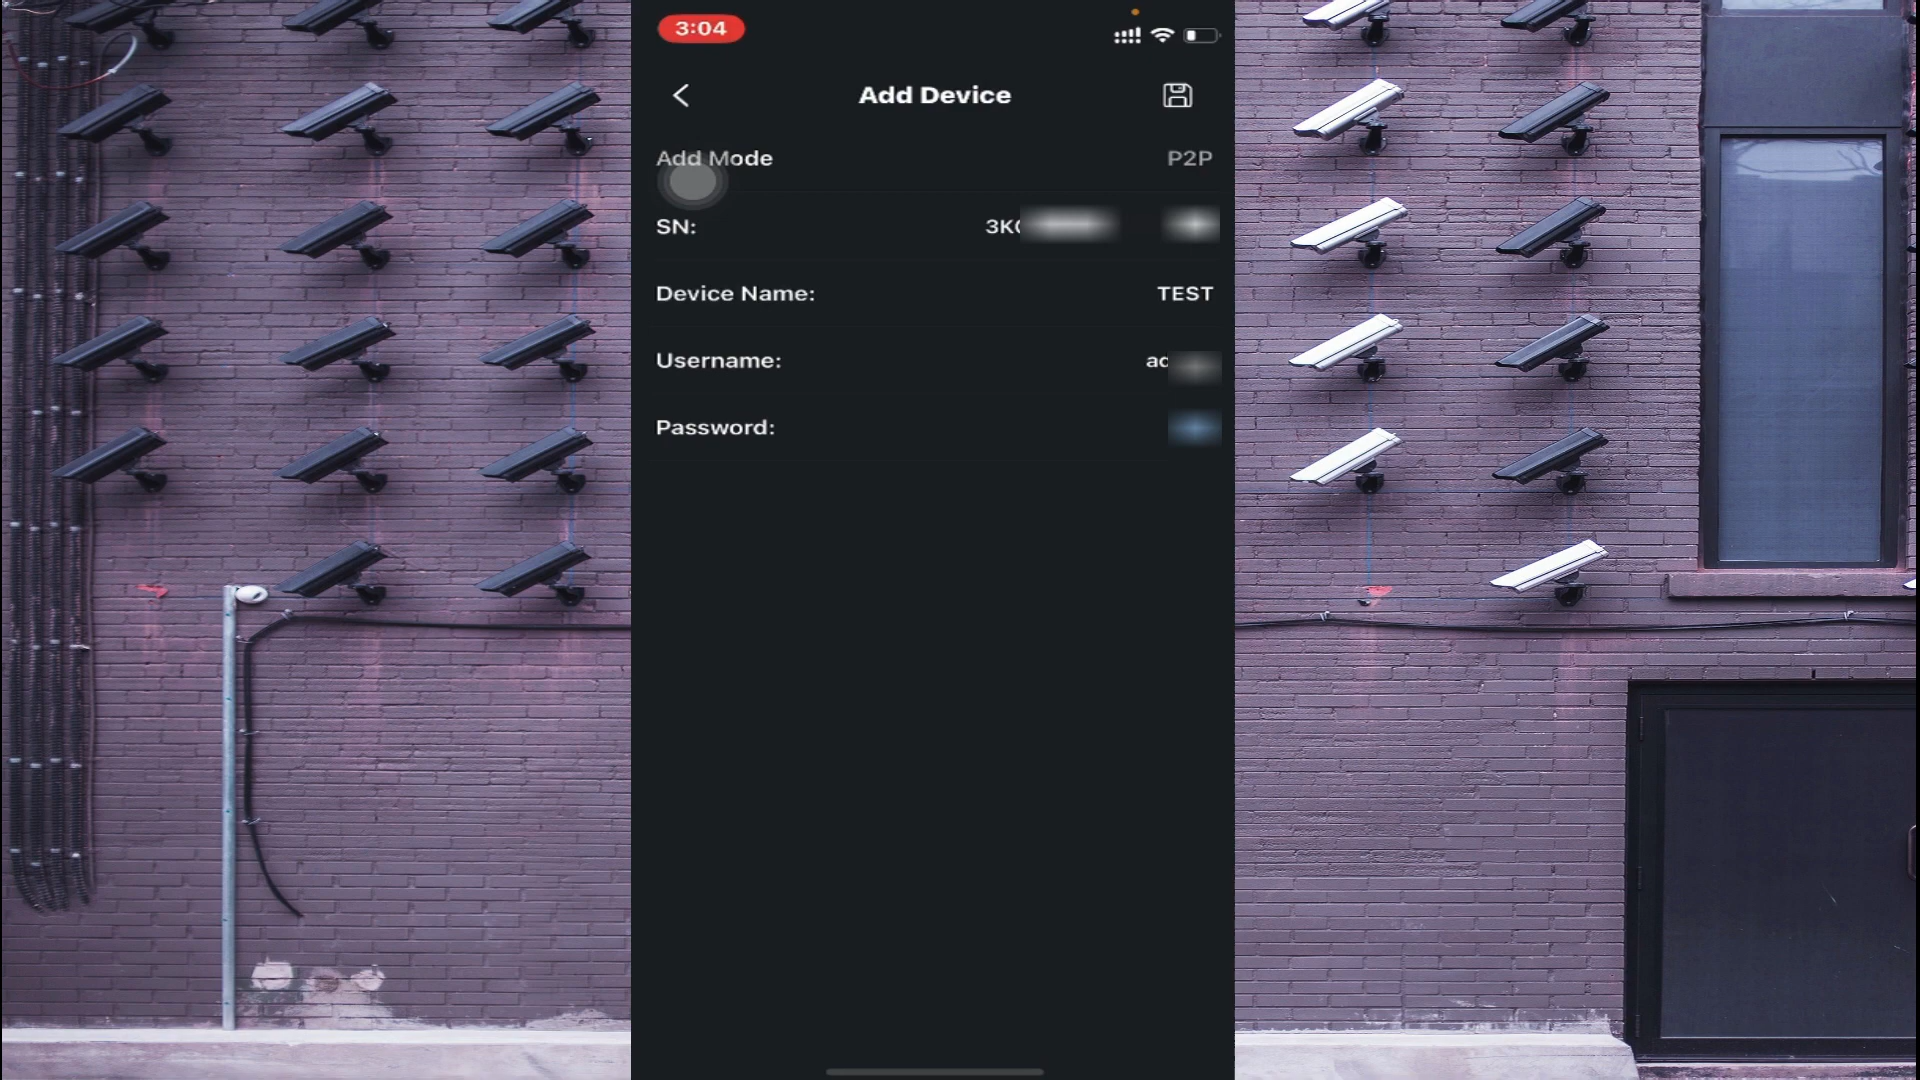 3:04
Add Device
Add Mode P2P
SN:
Device Name: TEST
Username:
Password: